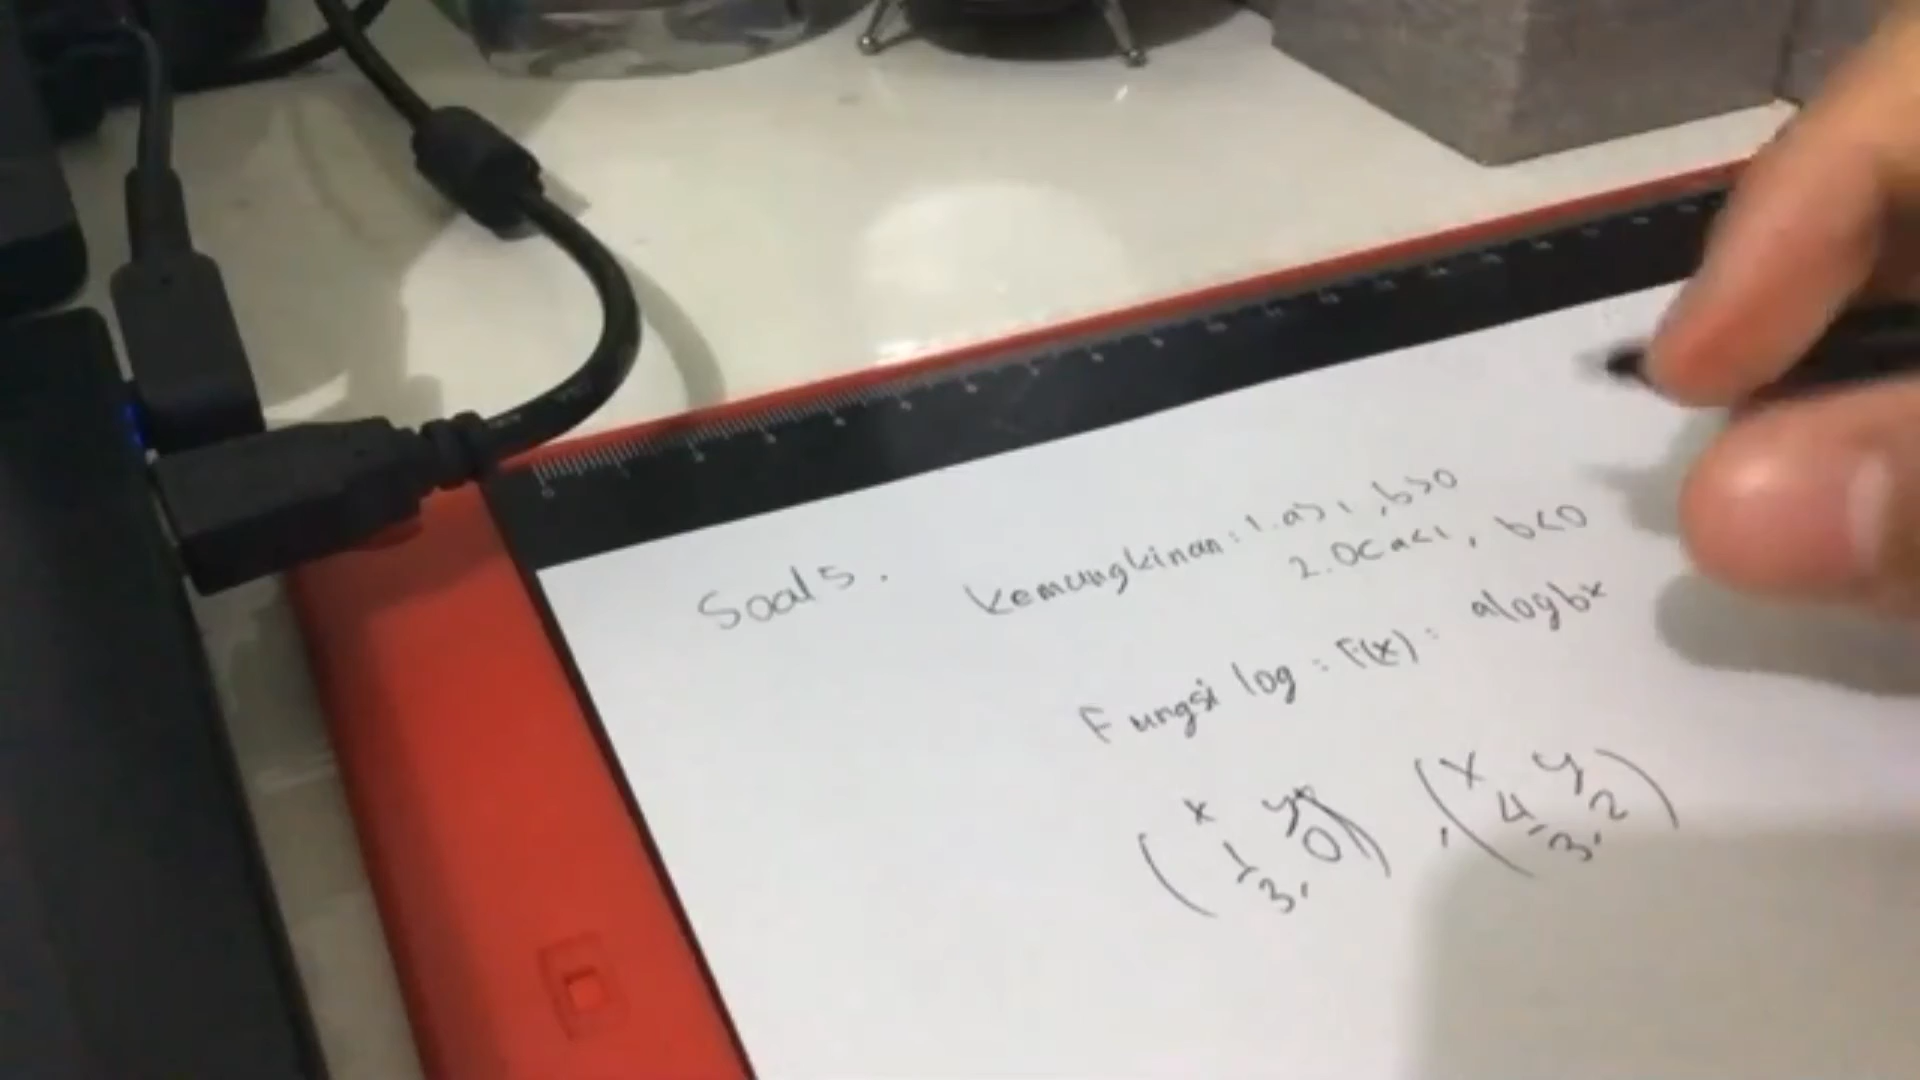 Soal 5.
Kemungkinan : 1. a>1, b>0
2. 0<a<1, b<0
Fungsi log : F(x) = alogbx
x y x y
(1/3, 0), (4/3, 2)